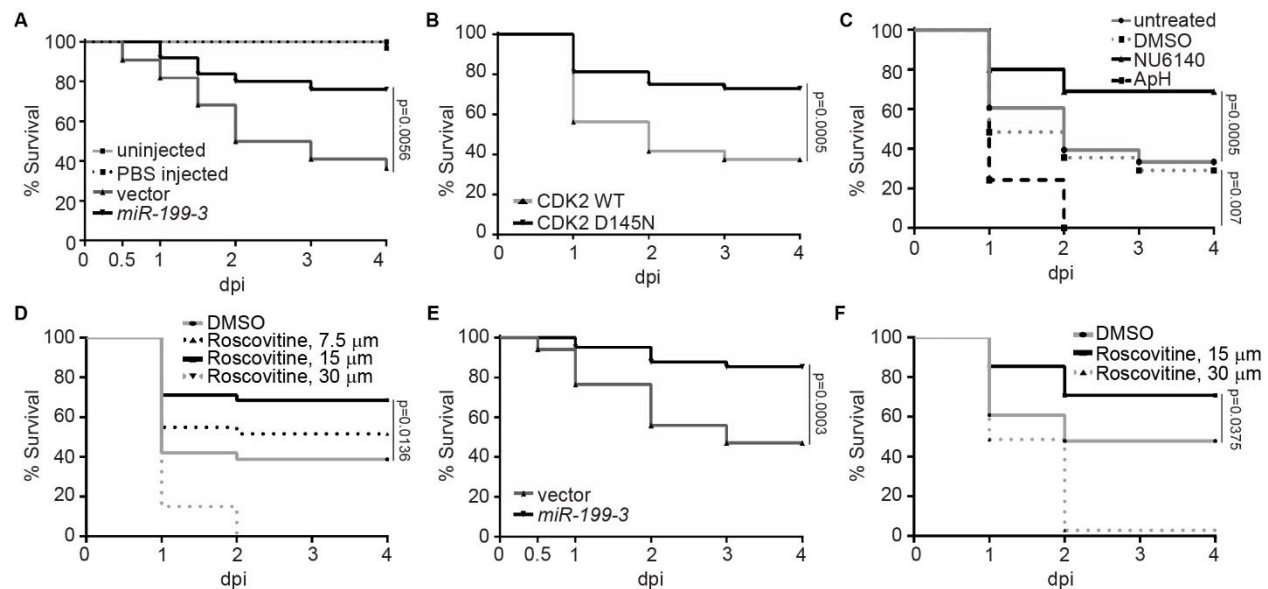 A
100
80
60
40
20
0
% Survival
uninjected
PBS injected
vector
miR-199-3
p=0.0056
0 0.5 1 2 3 4
dpi
B
100
80
60
40
20
0
% Survival
CDK2 WT
CDK2 D145N
p=0.0005
0 1 2 3 4
dpi
C
untreated
DMSO
NU6140
ApH
100
80
60
40
20
0
% Survival
p=0.0005
p=0.007
0 1 2 3 4
dpi
D
DMSO
Roscovitine, 7.5 μm
Roscovitine, 15 μm
Roscovitine, 30 μm
100
80
60
40
20
0
% Survival
p=0.0136
0 1 2 3 4
dpi
E
100
80
60
40
20
0
% Survival
vector
miR-199-3
p=0.0003
0 0.5 1 2 3 4
dpi
F
DMSO
Roscovitine, 15 μm
Roscovitine, 30 μm
100
80
60
40
20
0
% Survival
p=0.0375
0 1 2 3 4
dpi